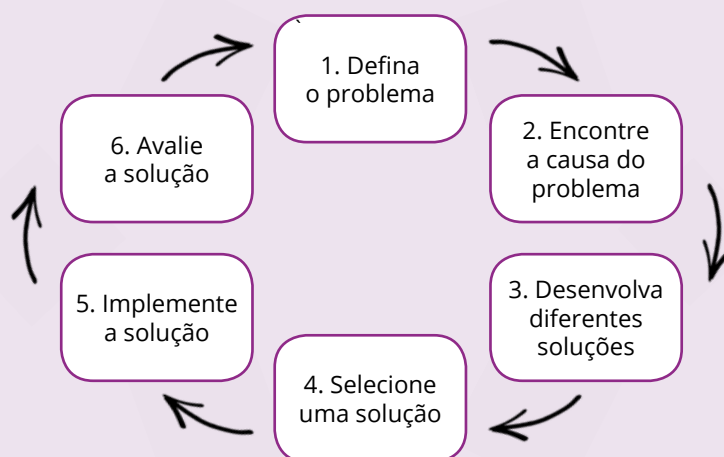 `
1. Defina
o problema
2. Encontre
a causa do
problema
3. Desenvolva
diferentes
soluções
4. Selecione
uma solução
5. Implemente
a solução
6. Avalie
a solução